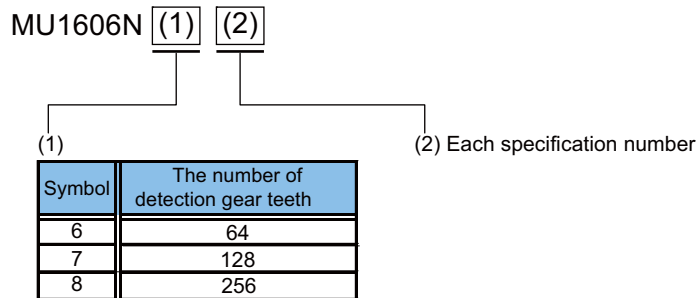 MU1606N (1) (2)
(1)
(2) Each specification number
Symbol
The number of
detection gear teeth
6 64
7 128
8 256